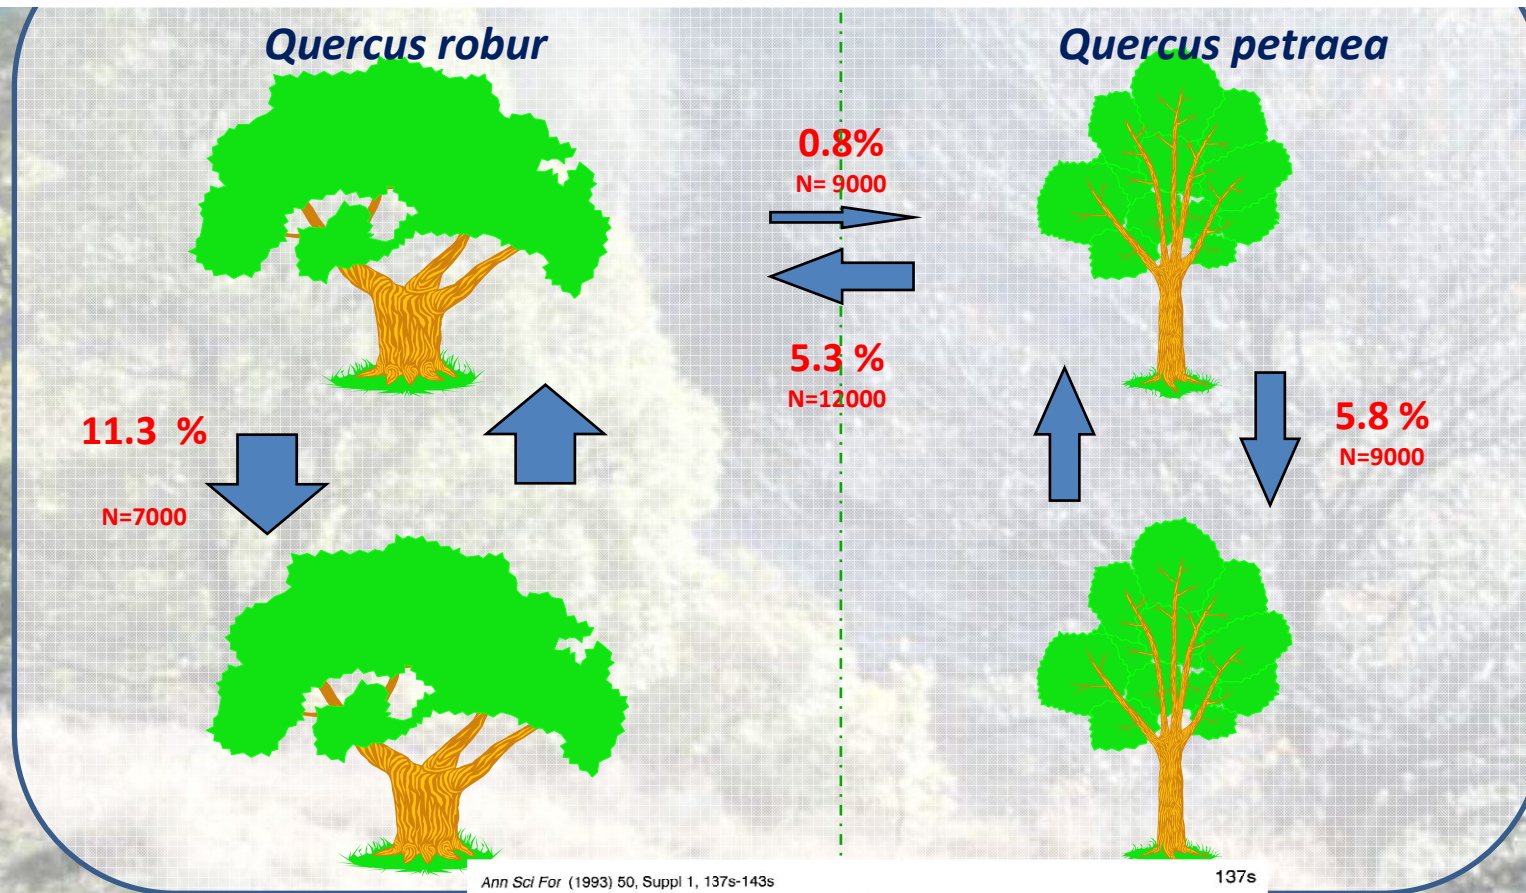 Quercus robur
Quercus petraea
0.8%
N= 9000
5.3 %
N=12000
11.3 %
N=7000
5.8 %
N=9000
Ann Sci For (1993) 50, Suppl 1, 137s-143s
137s